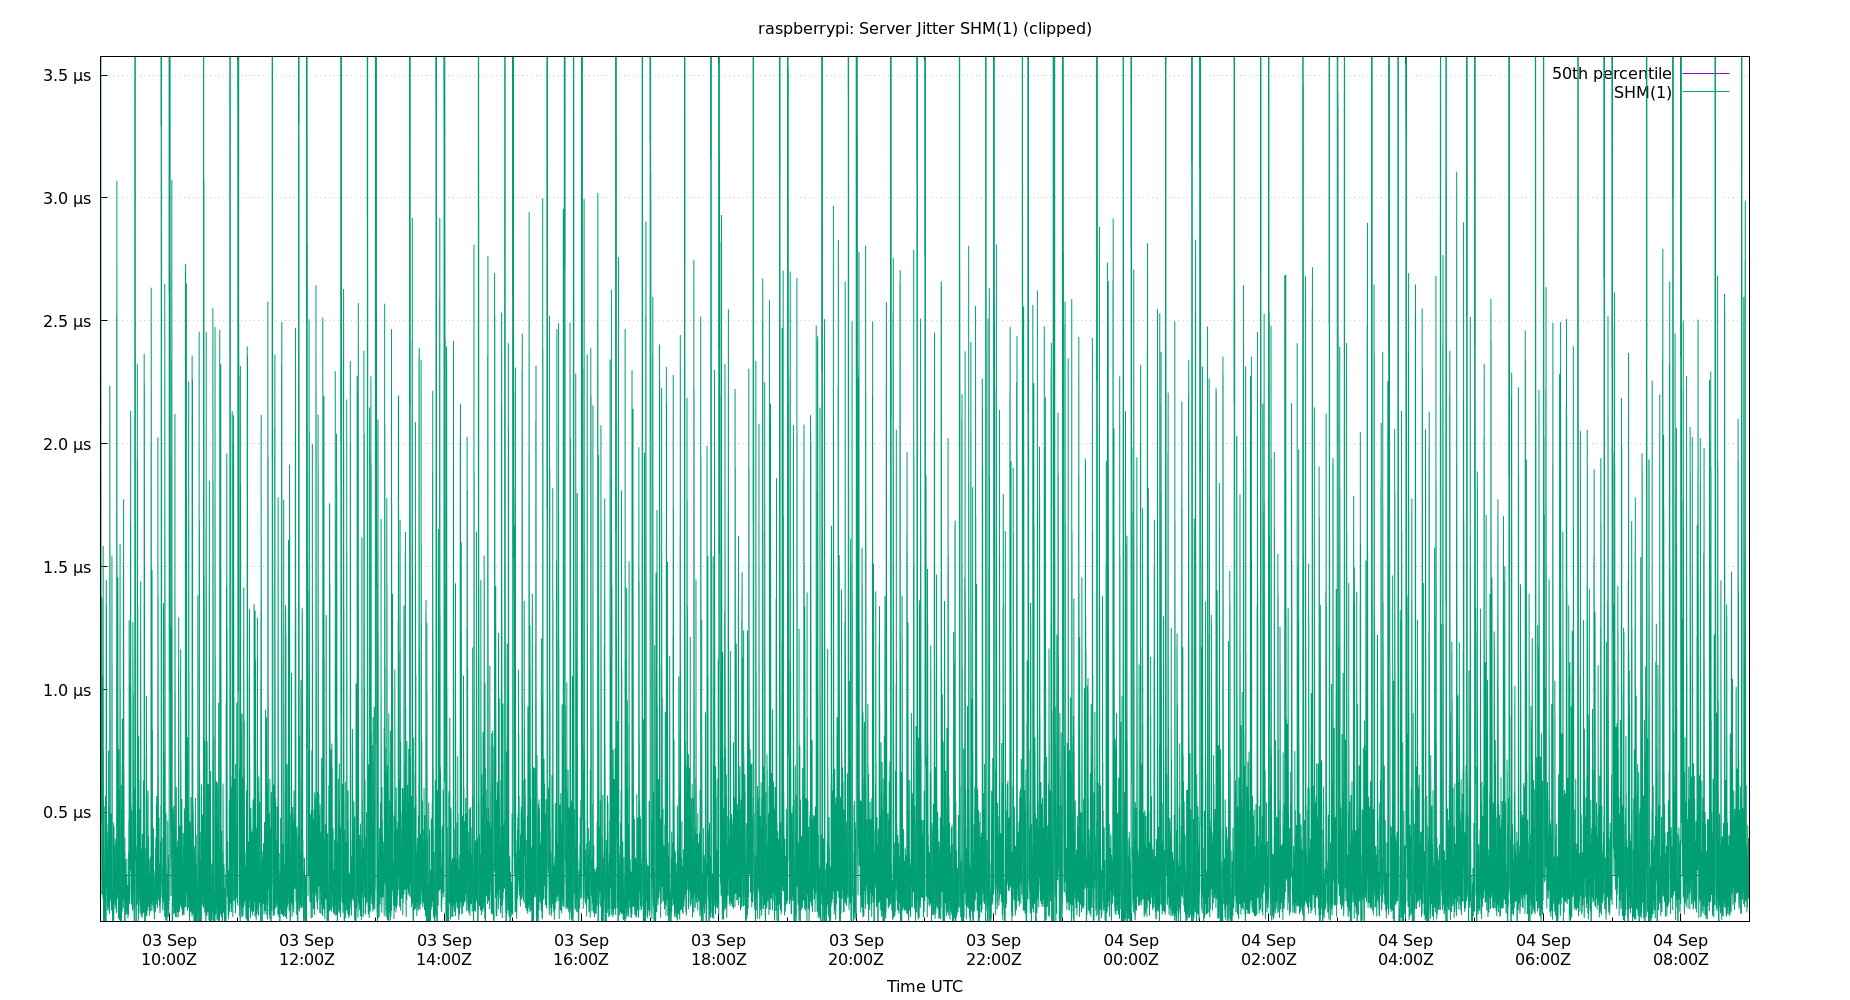 raspberrypi: Server Jitter SHM(1) (clipped)
3.5 µs
3.0 µs
2.5 µs
2.0 µs
1.5 µs
1.0 µs
0.5 µs
50th percentile
SHM(1)
03 Sep 03 Sep 03 Sep 03 Sep 03 Sep 03 Sep 03 Sep 04 Sep 04 Sep 04 Sep 04 Sep 04 Sep
10:00Z 12:00Z 14:00Z 16:00Z 18:00Z 20:00Z 22:00Z 00:00Z 02:00Z 04:00Z 06:00Z 08:00Z
Time UTC